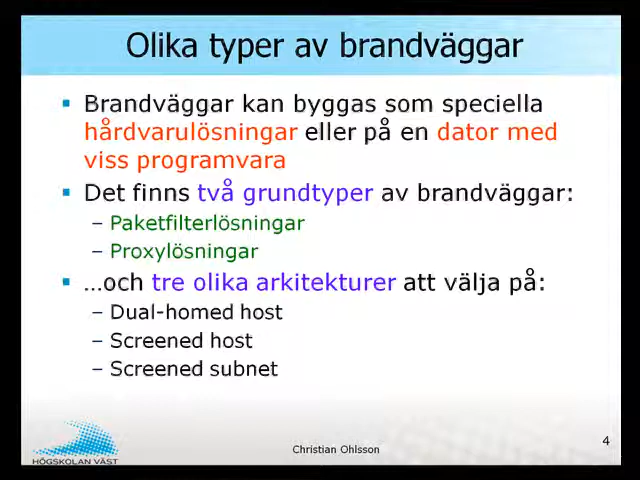 Olika typer av brandväggar
▪ Brandväggar kan byggas som speciella
hårdvarulösningar eller på en dator med
viss programvara
▪ Det finns två grundtyper av brandväggar:
– Paketfilterlösningar
– Proxylösningar
▪ …och tre olika arkitekturer att välja på:
– Dual-homed host
– Screened host
– Screened subnet
HÖGSKOLAN VÄST
Christian Ohlsson
4